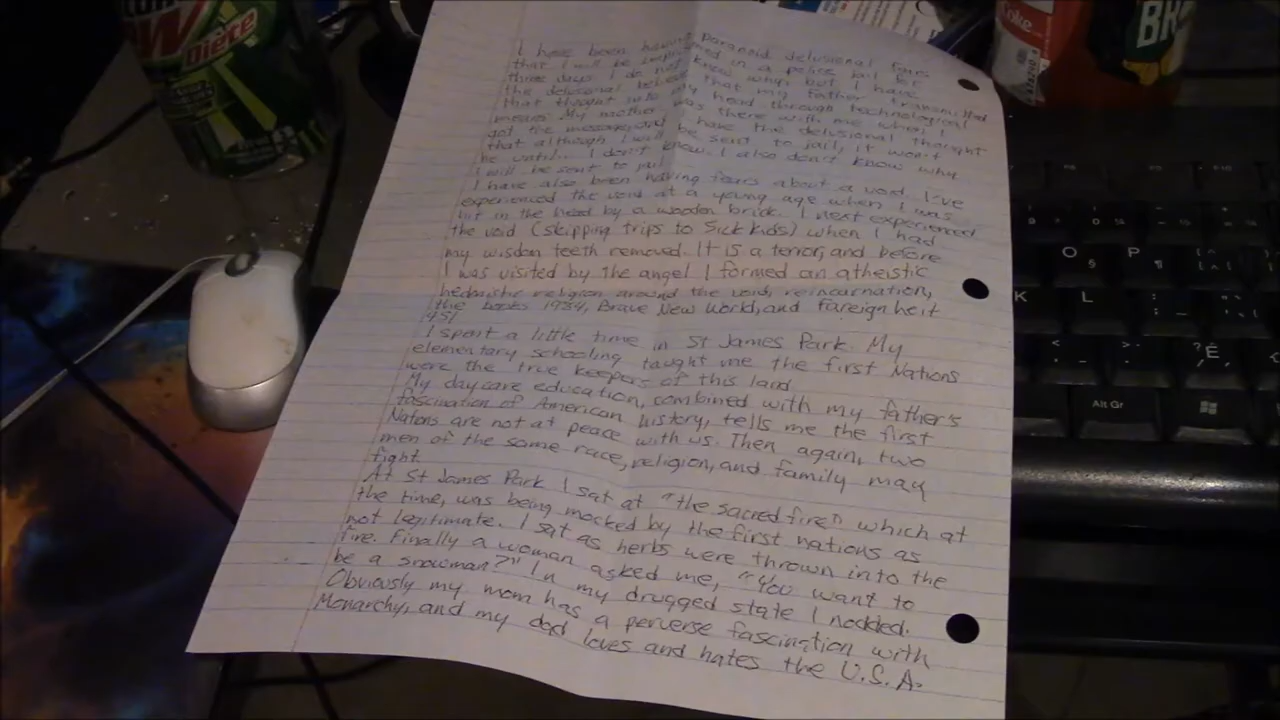 DEW
Diète
Coke
BR
I have been having paranoid delusional fears
that I will be imprisoned in a police jail for
three days. I do not know why, but I have
the delusional belief that my father transmitted
that thought into my head through technological
means. My brother was there with me when I
got the message, and I have the delusional thought
that although I will be sent to jail, it won't
be until... I don't know. I also don't know why
I will be sent to jail.
I have also been having fears about a void. I've
experienced the void at a young age when I was
hit in the head by a wooden brick. I next experienced
the void (skipping trips to Sick Kids) when I had
my wisdom teeth removed. It is a terror, and before
I was visited by the angel I formed an atheistic
hedonistic religion around the void, reincarnation,
the books 1984, Brave New World, and Fareignheit
451.
I spent a little time in St James Park. My
elementary schooling taught me the first Nations
were the true keepers of this land.
My daycare education, combined with my father's
fascination of American history, tells me the first
Nations are not at peace with us. Then again, two
men of the same race, religion, and family may
fight.
At St James Park I sat at "the sacred fire" which at
the time, was being mocked by the first nations as
not legitimate. I sat as herbs were thrown into the
fire. Finally a woman asked me, "You want to
be a snowman?" In my drugged state I nodded.
Obviously my mom has a perverse fascination with
Monarchy, and my dad loves and hates the U.S.A.
O P
§ ¶
K L
É
Alt Gr